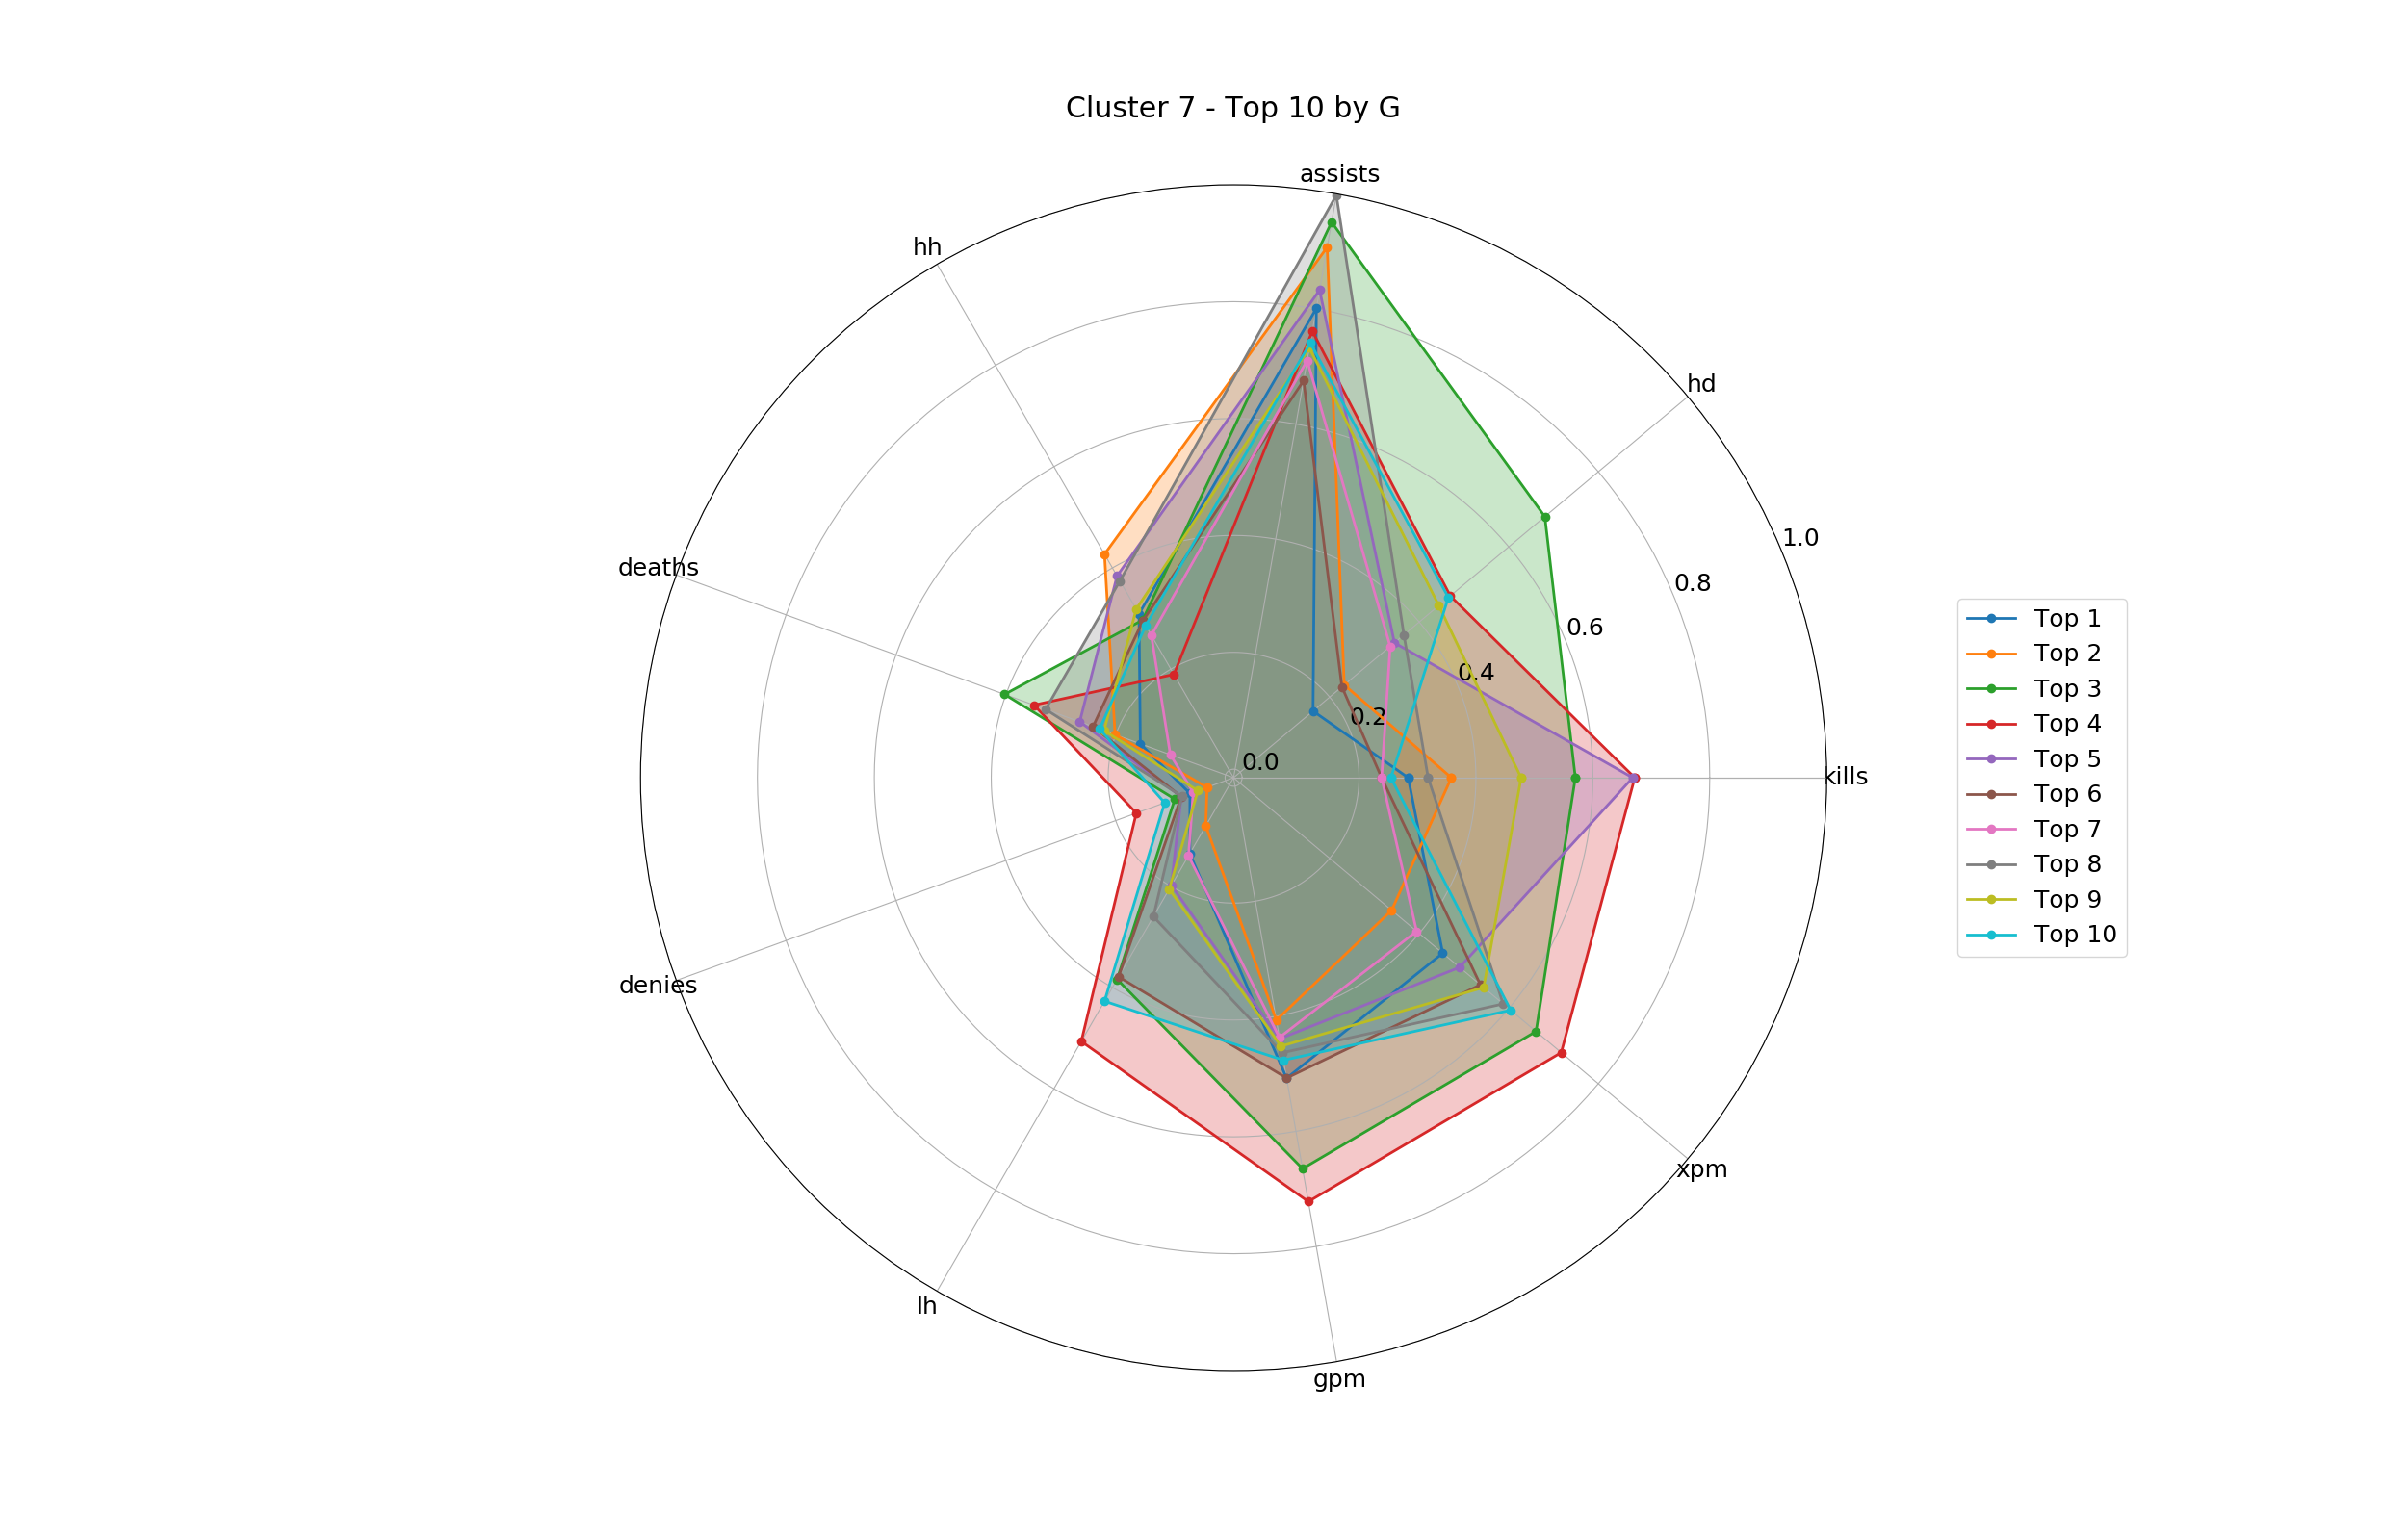 Cluster 7 - Top 10 by G
assists
hh
hd
1.0
deaths
0.8
0.6
0.4
0.2
0.0
kills
denies
xpm
lh
gpm
Top 1
Top 2
Top 3
Top 4
Top 5
Top 6
Top 7
Top 8
Top 9
Top 10